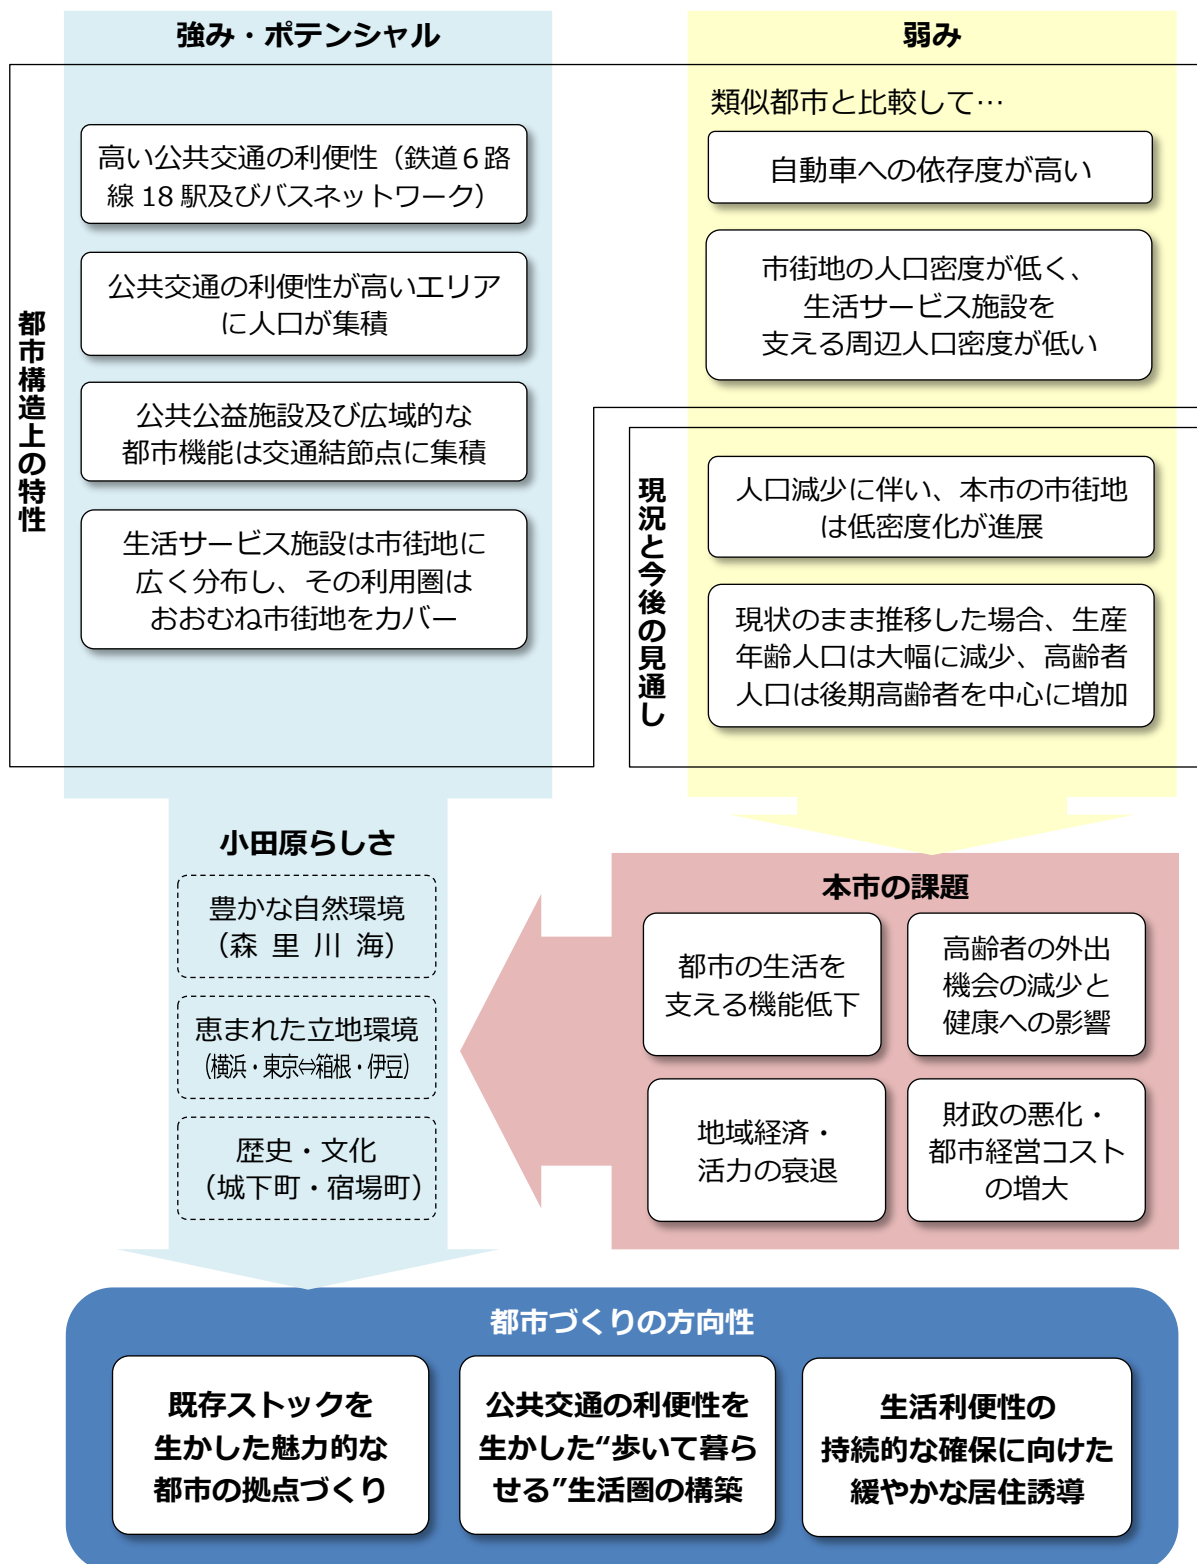 強み・ポテンシャル
弱み
都市構造上の特性
高い公共交通の利便性（鉄道６路
線 18 駅及びバスネットワーク）
公共交通の利便性が高いエリア
に人口が集積
公共公益施設及び広域的な
都市機能は交通結節点に集積
生活サービス施設は市街地に
広く分布し、その利用圏は
おおむね市街地をカバー
類似都市と比較して…
自動車への依存度が高い
市街地の人口密度が低く、
生活サービス施設を
支える周辺人口密度が低い
現況と今後の見通し
人口減少に伴い、本市の市街地
は低密度化が進展
現状のまま推移した場合、生産
年齢人口は大幅に減少、高齢者
人口は後期高齢者を中心に増加
小田原らしさ
豊かな自然環境
（森 里 川 海）
恵まれた立地環境
（横浜・東京⇔箱根・伊豆）
歴史・文化
（城下町・宿場町）
本市の課題
都市の生活を
支える機能低下
高齢者の外出
機会の減少と
健康への影響
地域経済・
活力の衰退
財政の悪化・
都市経営コスト
の増大
都市づくりの方向性
既存ストックを
生かした魅力的な
都市の拠点づくり
公共交通の利便性を
生かした“歩いて暮ら
せる”生活圏の構築
生活利便性の
持続的な確保に向けた
緩やかな居住誘導